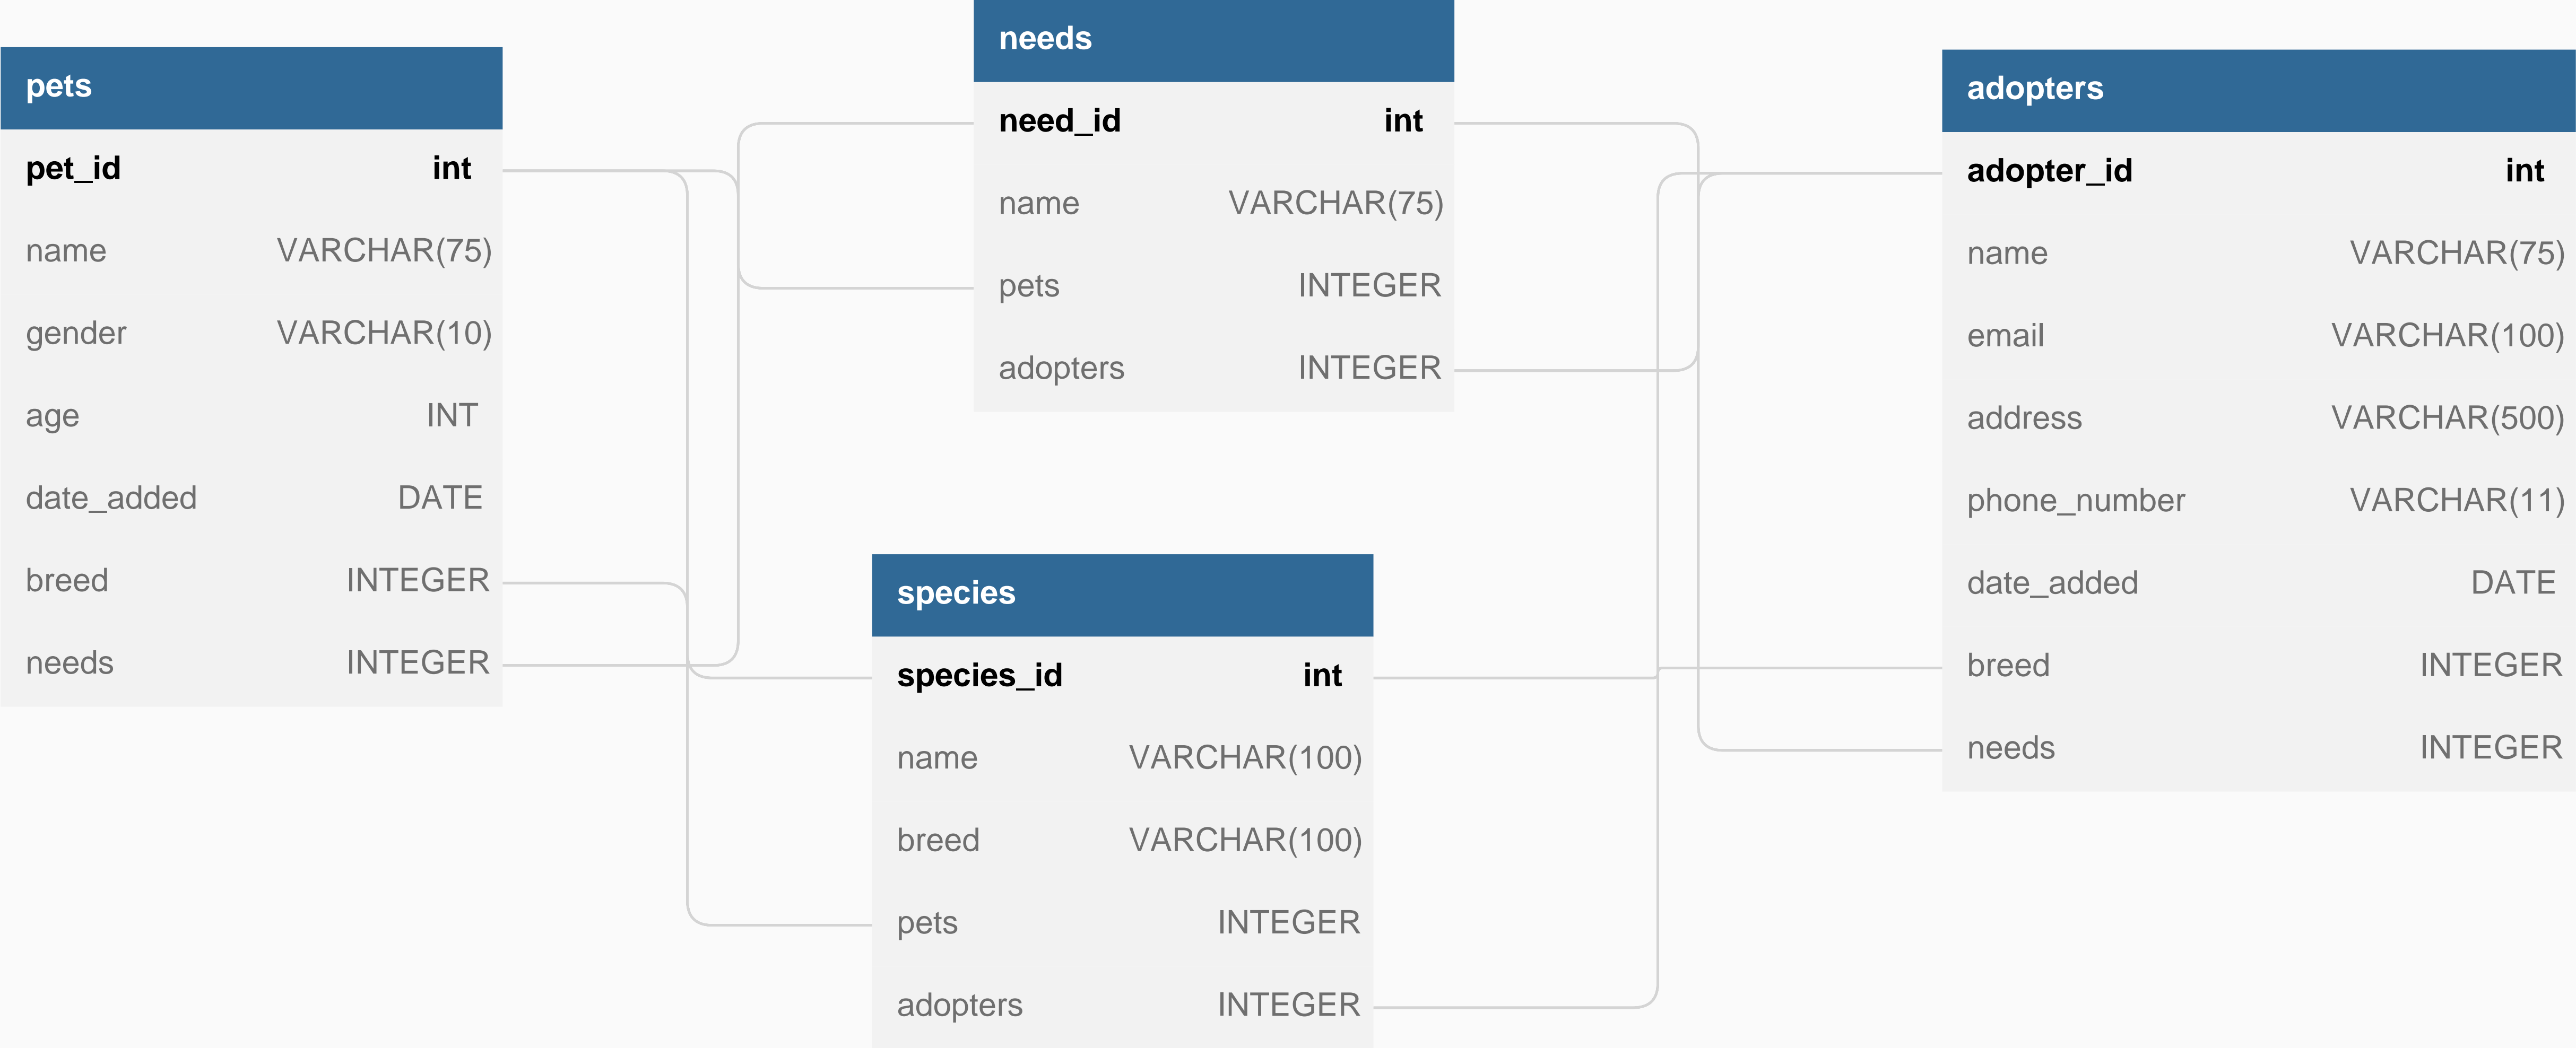 pets
pet_id int
name VARCHAR(75)
gender VARCHAR(10)
age INT
date_added DATE
breed INTEGER
needs INTEGER
needs
need_id int
name VARCHAR(75)
pets INTEGER
adopters INTEGER
species
species_id int
name VARCHAR(100)
breed VARCHAR(100)
pets INTEGER
adopters INTEGER
adopters
adopter_id int
name VARCHAR(75)
email VARCHAR(100)
address VARCHAR(500)
phone_number VARCHAR(11)
date_added DATE
breed INTEGER
needs INTEGER